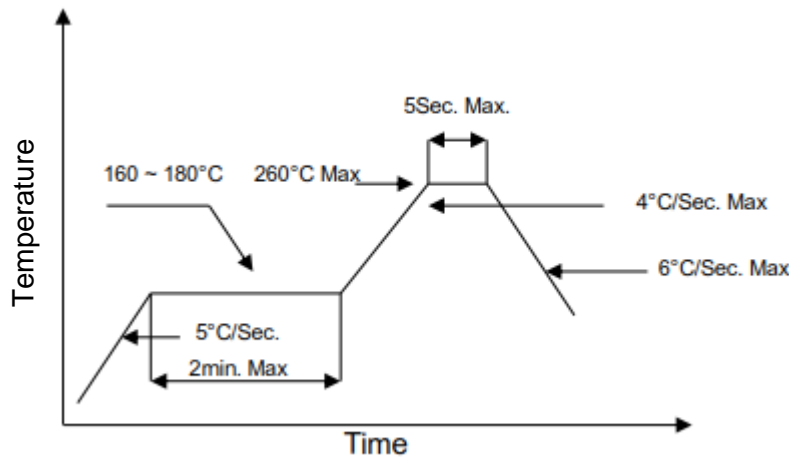 5Sec. Max.
160 ~ 180°C
260°C Max
4°C/Sec. Max
6°C/Sec. Max
5°C/Sec.
2min. Max
Temperature
Time